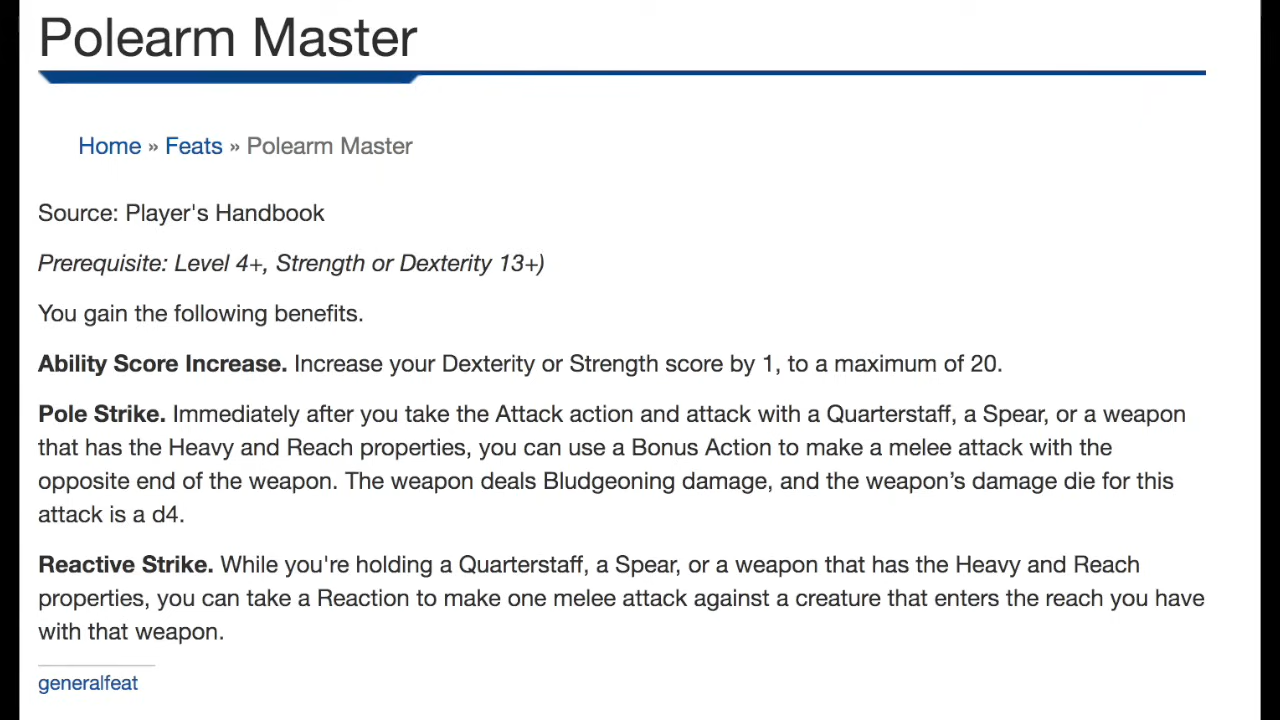 Polearm Master
Home » Feats » Polearm Master
Source: Player's Handbook
Prerequisite: Level 4+, Strength or Dexterity 13+)
You gain the following benefits.
Ability Score Increase. Increase your Dexterity or Strength score by 1, to a maximum of 20.
Pole Strike. Immediately after you take the Attack action and attack with a Quarterstaff, a Spear, or a weapon
that has the Heavy and Reach properties, you can use a Bonus Action to make a melee attack with the
opposite end of the weapon. The weapon deals Bludgeoning damage, and the weapon’s damage die for this
attack is a d4.
Reactive Strike. While you're holding a Quarterstaff, a Spear, or a weapon that has the Heavy and Reach
properties, you can take a Reaction to make one melee attack against a creature that enters the reach you have
with that weapon.
generalfeat